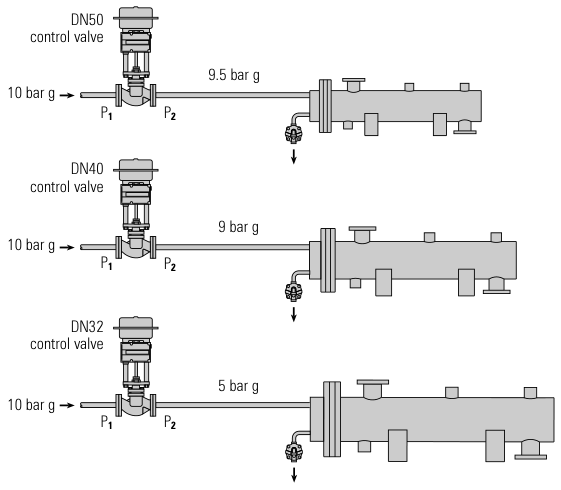 DN50
control valve
9.5 bar g
10 bar g
P1
P2
DN40
control valve
9 bar g
10 bar g
P1
P2
DN32
control valve
5 bar g
10 bar g
P1
P2